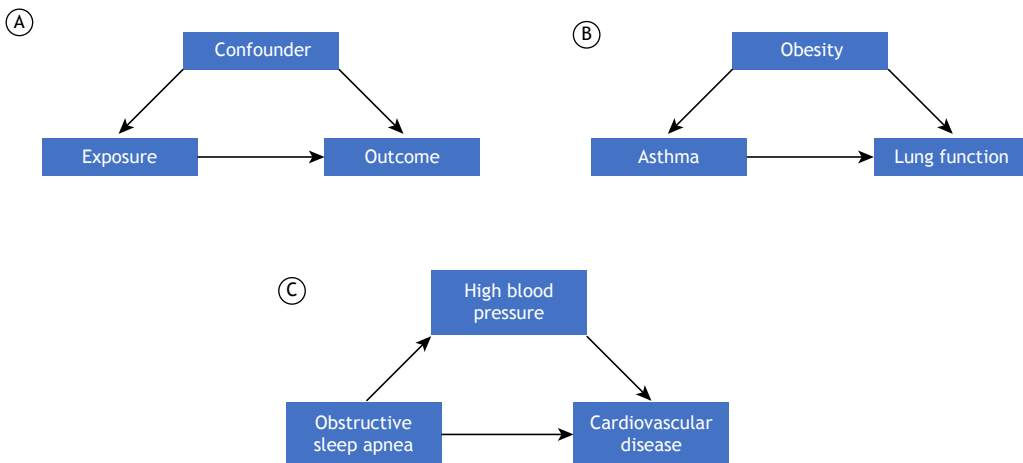 A
Confounder
Exposure
Outcome
B
Obesity
Asthma
Lung function
C
High blood
pressure
Obstructive
sleep apnea
Cardiovascular
disease